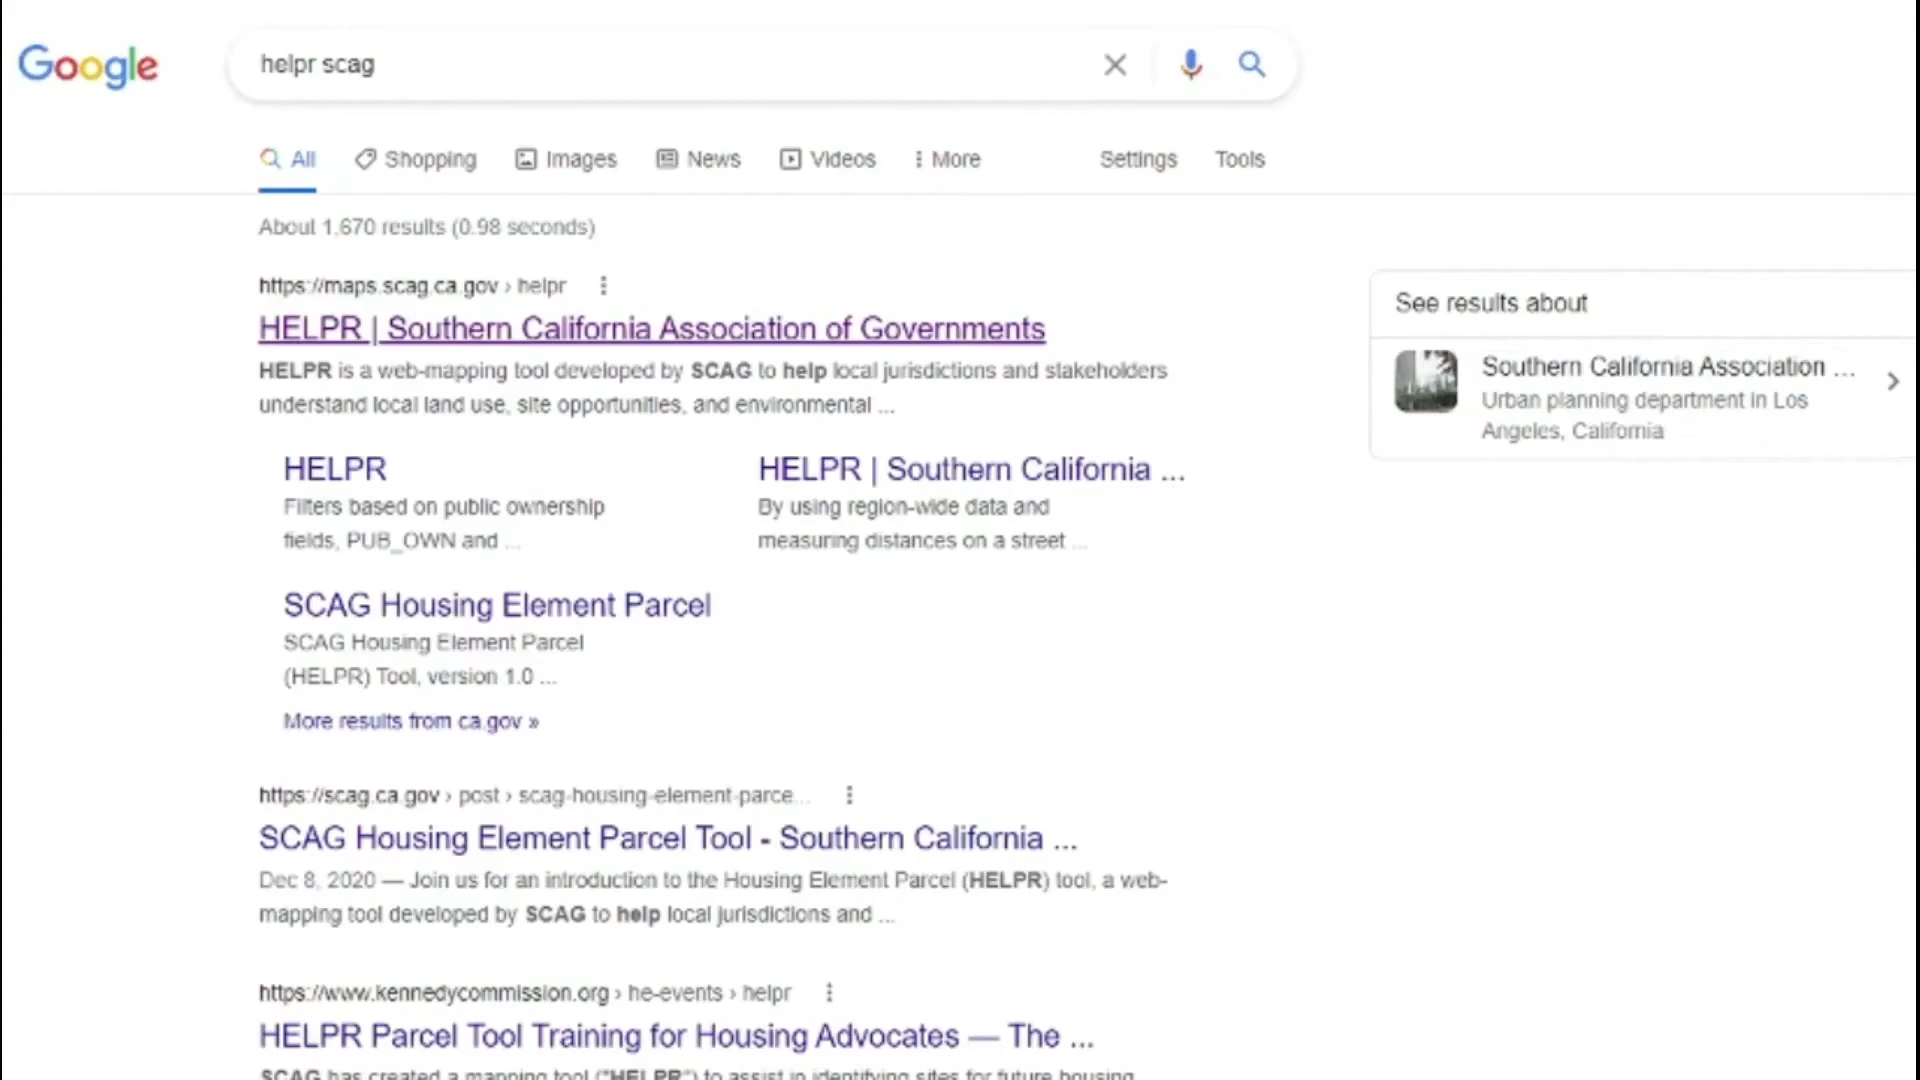 Google
helpr scag
All Shopping Images News Videos More Settings Tools
About 1,670 results (0.98 seconds)
https://maps.scag.ca.gov › helpr
HELPR | Southern California Association of Governments
HELPR is a web-mapping tool developed by SCAG to help local jurisdictions and stakeholders
understand local land use, site opportunities, and environmental ...
HELPR
Filters based on public ownership
fields, PUB_OWN and ...
HELPR | Southern California ...
By using region-wide data and
measuring distances on a street ...
SCAG Housing Element Parcel
SCAG Housing Element Parcel
(HELPR) Tool, version 1.0 ...
More results from ca.gov »
https://scag.ca.gov › post › scag-housing-element-parce...
SCAG Housing Element Parcel Tool - Southern California ...
Dec 8, 2020 — Join us for an introduction to the Housing Element Parcel (HELPR) tool, a web-
mapping tool developed by SCAG to help local jurisdictions and ...
https://www.kennedycommission.org › he-events › helpr
HELPR Parcel Tool Training for Housing Advocates — The ...
SCAG has created a mapping tool ("HELPR") to assist in identifying sites for future housing
See results about
Southern California Association ...
Urban planning department in Los
Angeles, California